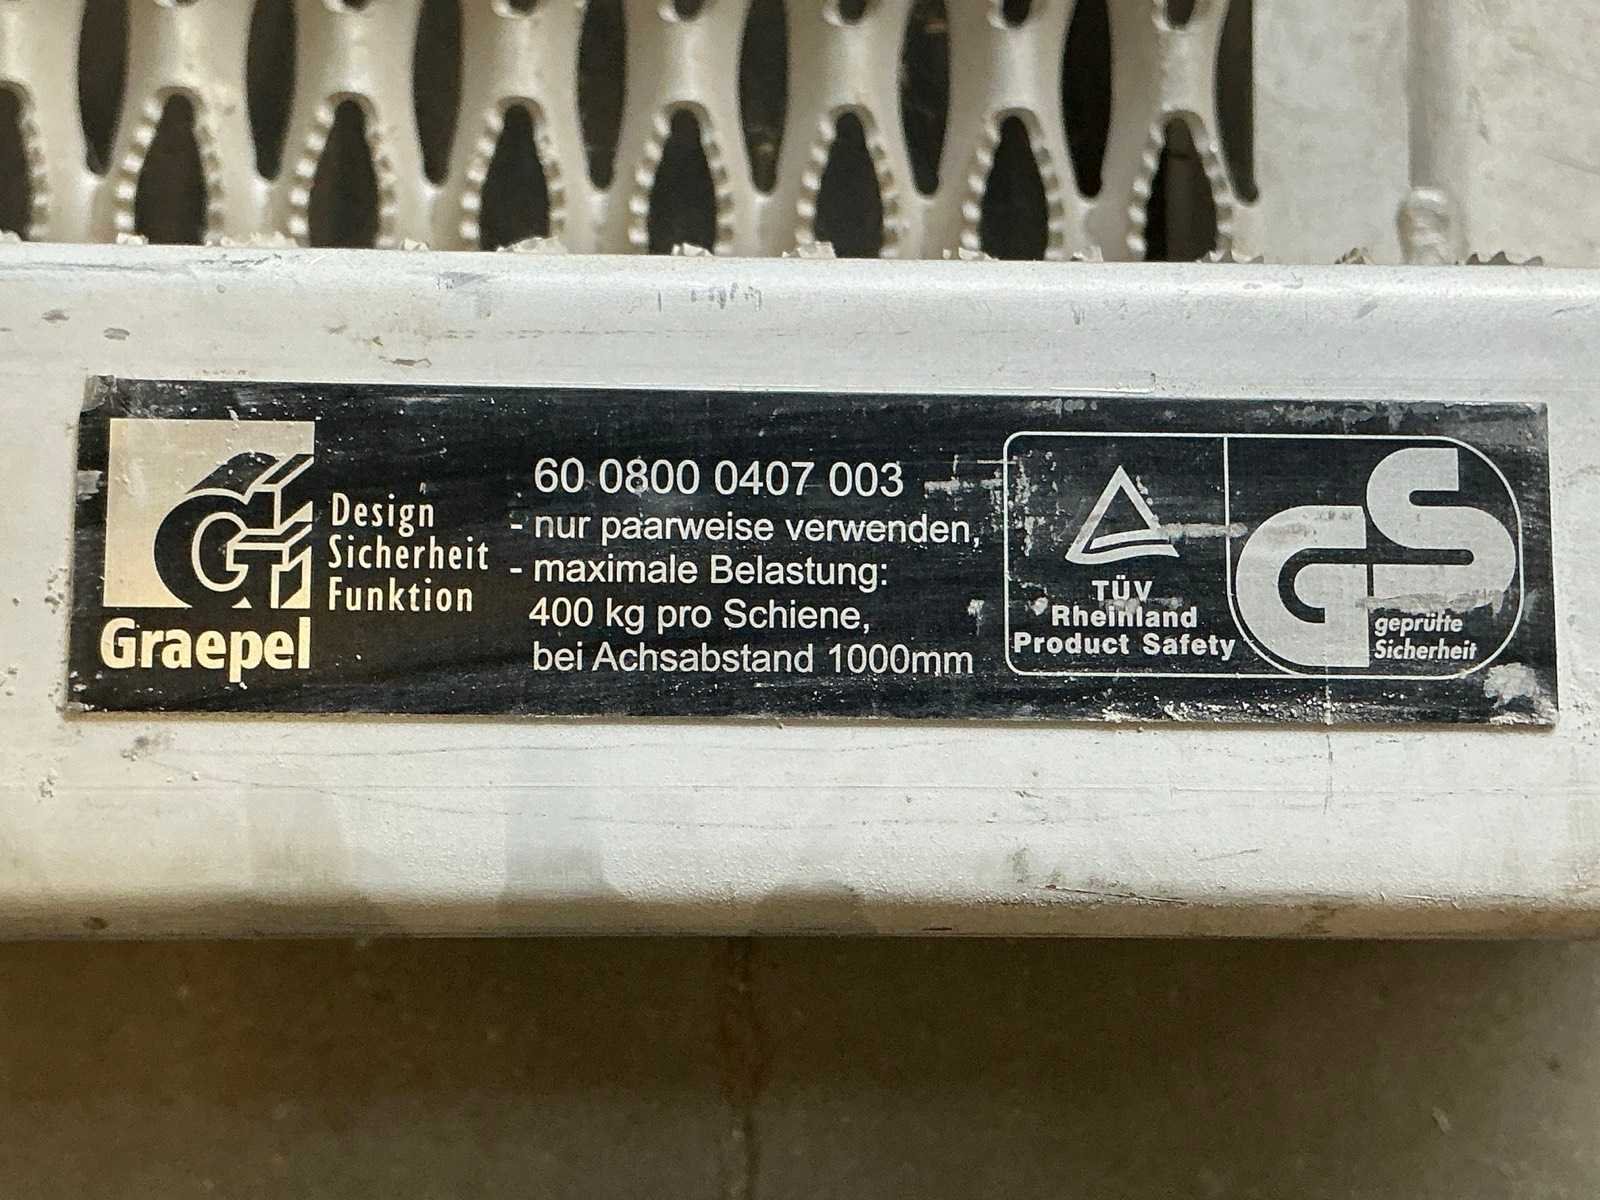 Graepel
Design
Sicherheit
Funktion
60 0800 0407 003
- nur paarweise verwenden,
- maximale Belastung:
400 kg pro Schiene,
bei Achsabstand 1000mm
TÜV
Rheinland
Product Safety
GS
geprüfte
Sicherheit